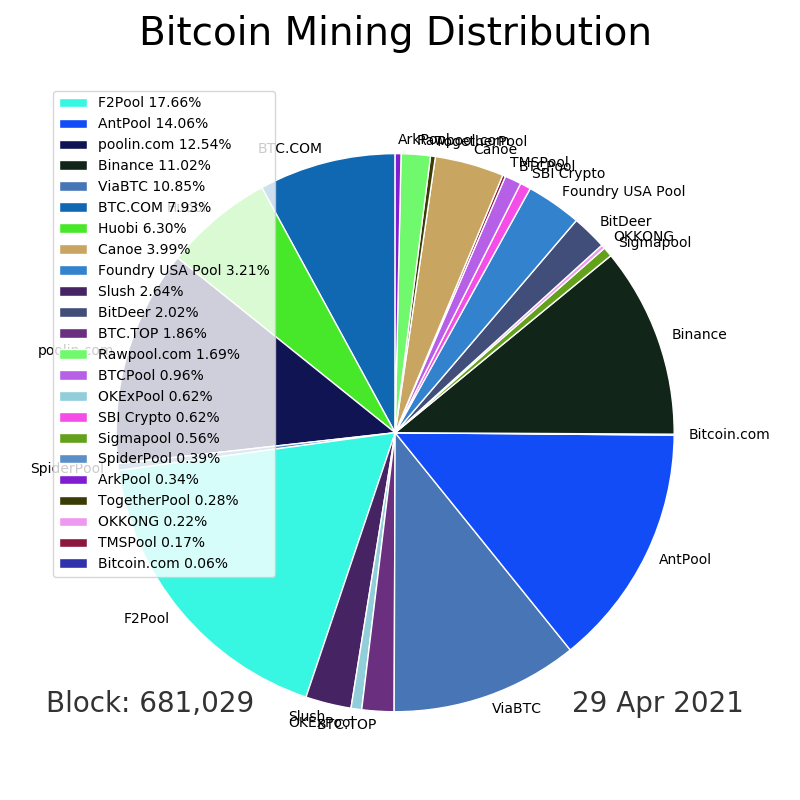 Bitcoin Mining Distribution
F2Pool 17.66%
AntPool 14.06%
poolin.com 12.54%
Binance 11.02%
ViaBTC 10.85%
BTC.COM 7.93%
Huobi 6.30%
Canoe 3.99%
Foundry USA Pool 3.21%
Slush 2.64%
BitDeer 2.02%
BTC.TOP 1.86%
Rawpool.com 1.69%
BTCPool 0.96%
OKExPool 0.62%
SBI Crypto 0.62%
Sigmapool 0.56%
SpiderPool 0.39%
ArkPool 0.34%
TogetherPool 0.28%
OKKONG 0.22%
TMSPool 0.17%
Bitcoin.com 0.06%
BTC.COM
ArkPool
Rawpool.com
TogetherPool
Canoe
TMSPool
BTCPool
SBI Crypto
Foundry USA Pool
BitDeer
OKKONG
Sigmapool
Binance
Bitcoin.com
AntPool
ViaBTC
BTC.TOP
OKExPool
Slush
F2Pool
SpiderPool
poolin.com
Block: 681,029
29 Apr 2021